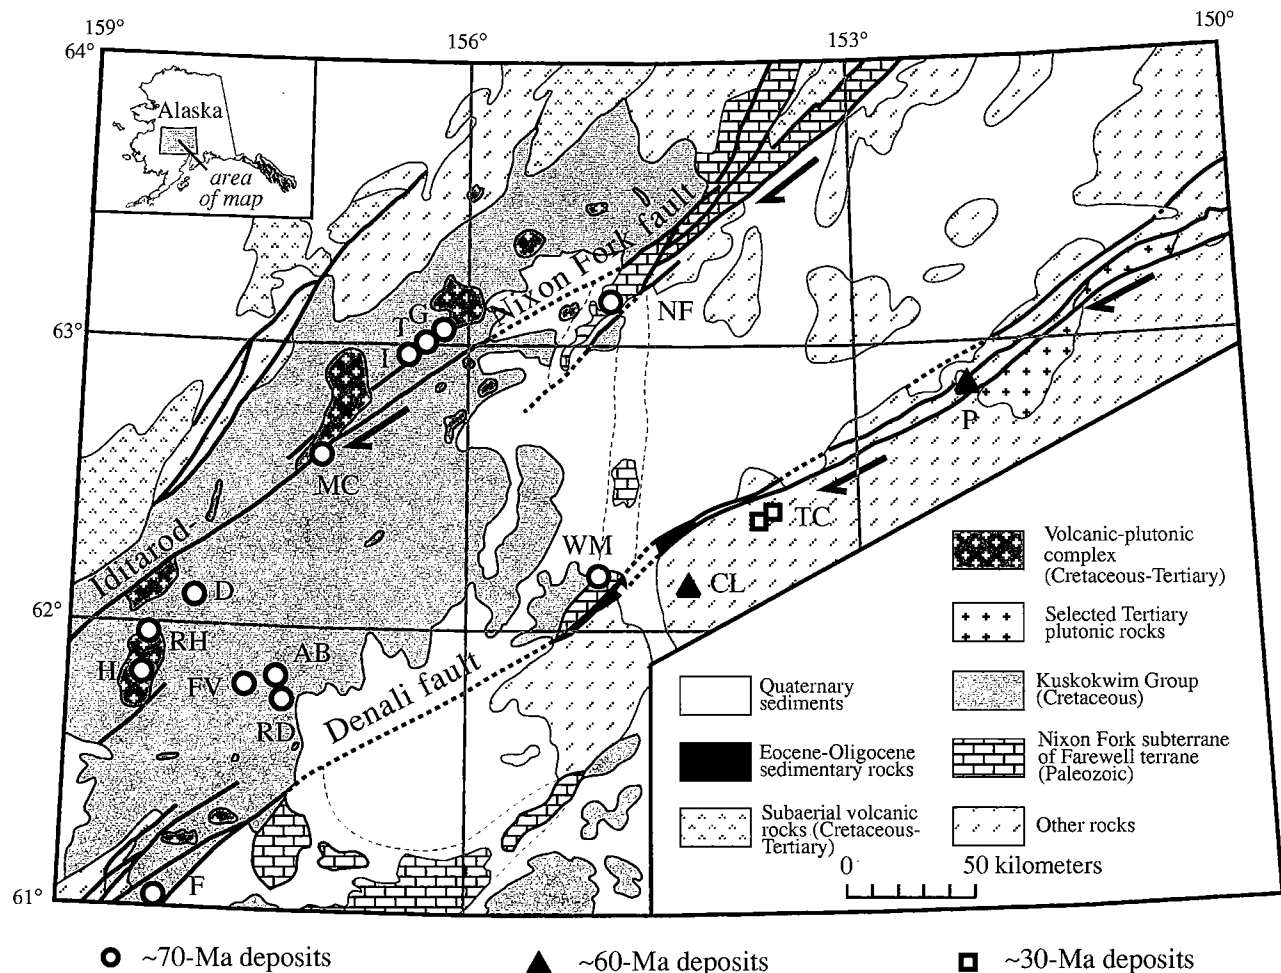 159°
156°
153°
150°
64°
Alaska
area
of map
Nixon Fork fault
NF
63°
G
T
I
P
MC
TC
Iditarod-
WM
CL
D
62°
RH
H
AB
FV
RD
Denali fault
F
61°
Volcanic-plutonic
complex
(Cretaceous-Tertiary)
Selected Tertiary
plutonic rocks
Quaternary
sediments
Kuskokwim Group
(Cretaceous)
Eocene-Oligocene
sedimentary rocks
Nixon Fork subterrane
of Farewell terrane
(Paleozoic)
Subaerial volcanic
rocks (Cretaceous-
Tertiary)
Other rocks
0 50 kilometers
~70-Ma deposits
~60-Ma deposits
~30-Ma deposits